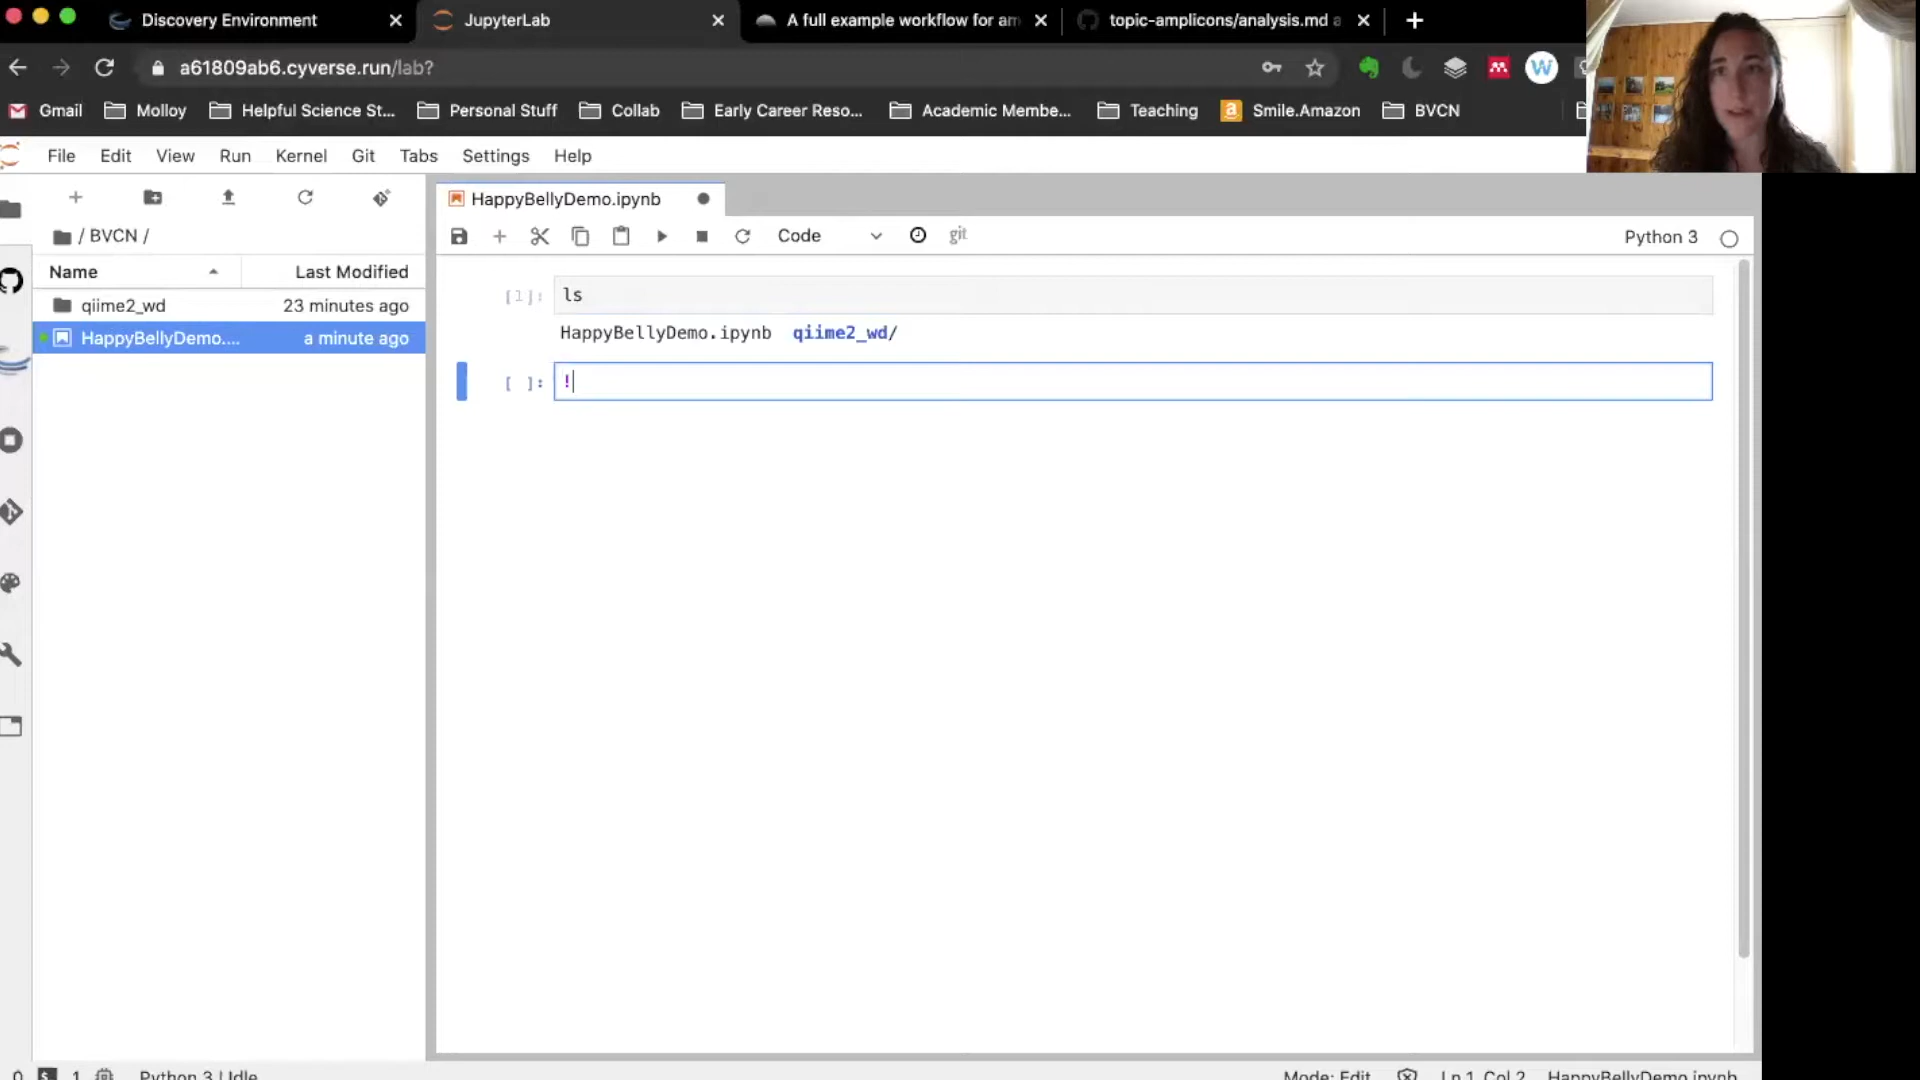 Discovery Environment
JupyterLab
A full example workflow for am
topic-amplicons/analysis.md a
a61809ab6.cyverse.run/lab?
W
Gmail
Molloy
Helpful Science St...
Personal Stuff
Collab
Early Career Reso...
Academic Membe...
Teaching
Smile.Amazon
BVCN
File
Edit
View
Run
Kernel
Git
Tabs
Settings
Help
HappyBellyDemo.ipynb
/ BVCN /
Code
git
Python 3
Name
Last Modified
[1]:
ls
qiime2_wd
23 minutes ago
HappyBellyDemo....
a minute ago
HappyBellyDemo.ipynb qiime2_wd/
[ ]:
!
0
1
Python 3 | Idle
Mode: Edit
Ln 1, Col 2
HappyBellyDemo.ipynb